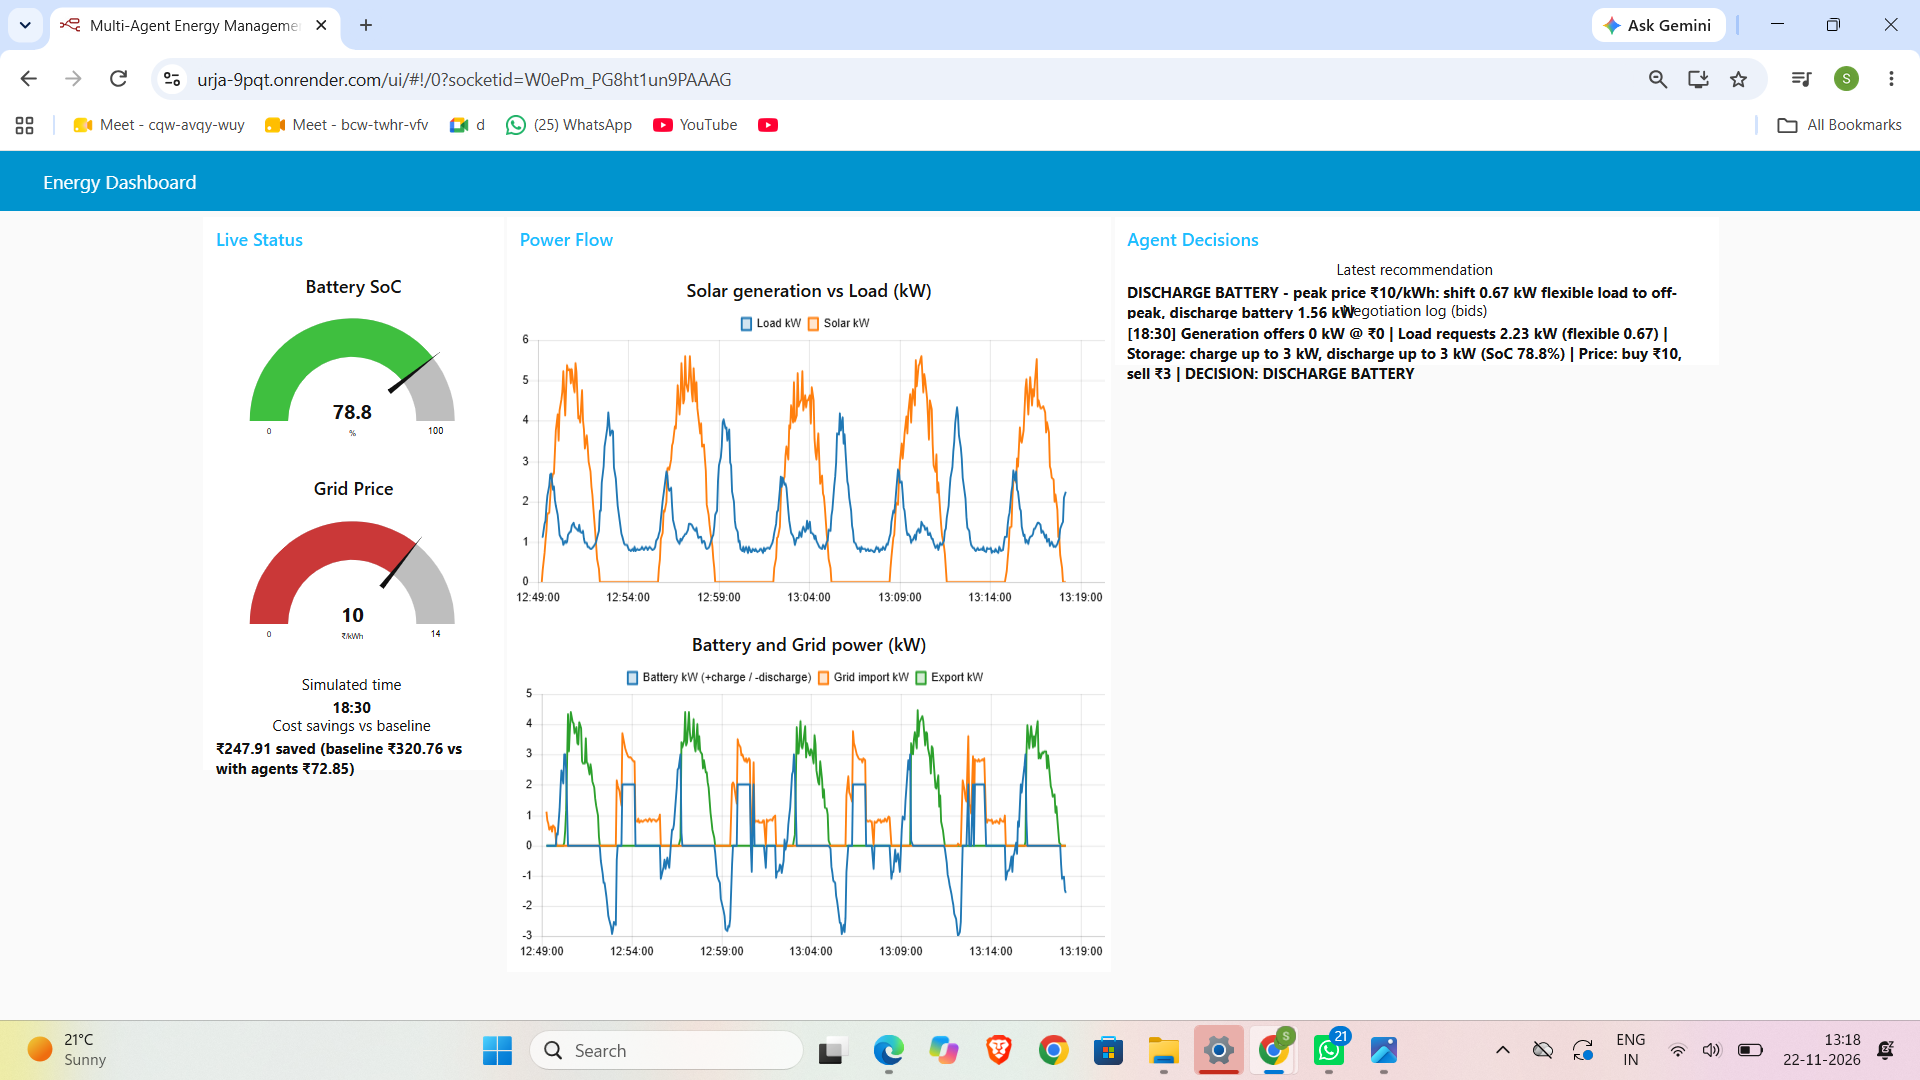 Multi-Agent Energy Manageme
Ask Gemini
urja-9pqt.onrender.com/ui/#!/0?socketid=W0ePm_PG8ht1un9PAAAG
S
Meet - cqw-avqy-wuy
Meet - bcw-twhr-vfv
d
(25) WhatsApp
YouTube
All Bookmarks
Energy Dashboard
Live Status
Battery SoC
78.8
%
0
100
Grid Price
10
₹/kWh
0
14
Simulated time
18:30
Cost savings vs baseline
₹247.91 saved (baseline ₹320.76 vs
with agents ₹72.85)
Power Flow
Solar generation vs Load (kW)
Load kW
Solar kW
6
5
4
3
2
1
0
12:49:00
12:54:00
12:59:00
13:04:00
13:09:00
13:14:00
13:19:00
Battery and Grid power (kW)
Battery kW (+charge / -discharge)
Grid import kW
Export kW
5
4
3
2
1
0
-1
-2
-3
12:49:00
12:54:00
12:59:00
13:04:00
13:09:00
13:14:00
13:19:00
Agent Decisions
Latest recommendation
DISCHARGE BATTERY - peak price ₹10/kWh: shift 0.67 kW flexible load to off-
peak, discharge battery 1.56 kW
Negotiation log (bids)
[18:30] Generation offers 0 kW @ ₹0 | Load requests 2.23 kW (flexible 0.67) |
Storage: charge up to 3 kW, discharge up to 3 kW (SoC 78.8%) | Price: buy ₹10,
sell ₹3 | DECISION: DISCHARGE BATTERY
21°C
Sunny
Search
S
21
ENG
IN
13:18
22-11-2026